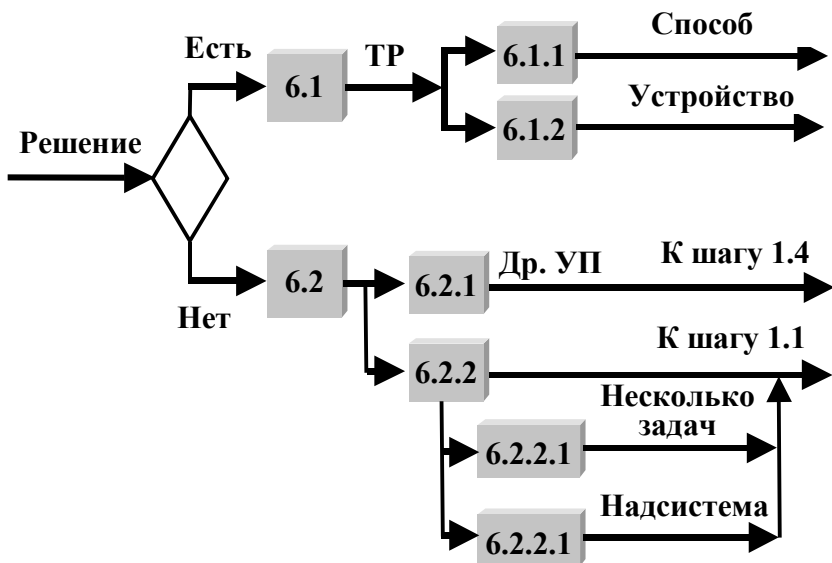 Способ
Есть
ТР
6.1.1
6.1
Устройство
6.1.2
Решение
Др. УП
К шагу 1.4
6.2
6.2.1
Нет
К шагу 1.1
6.2.2
Несколько
задач
6.2.2.1
Надсистема
6.2.2.1